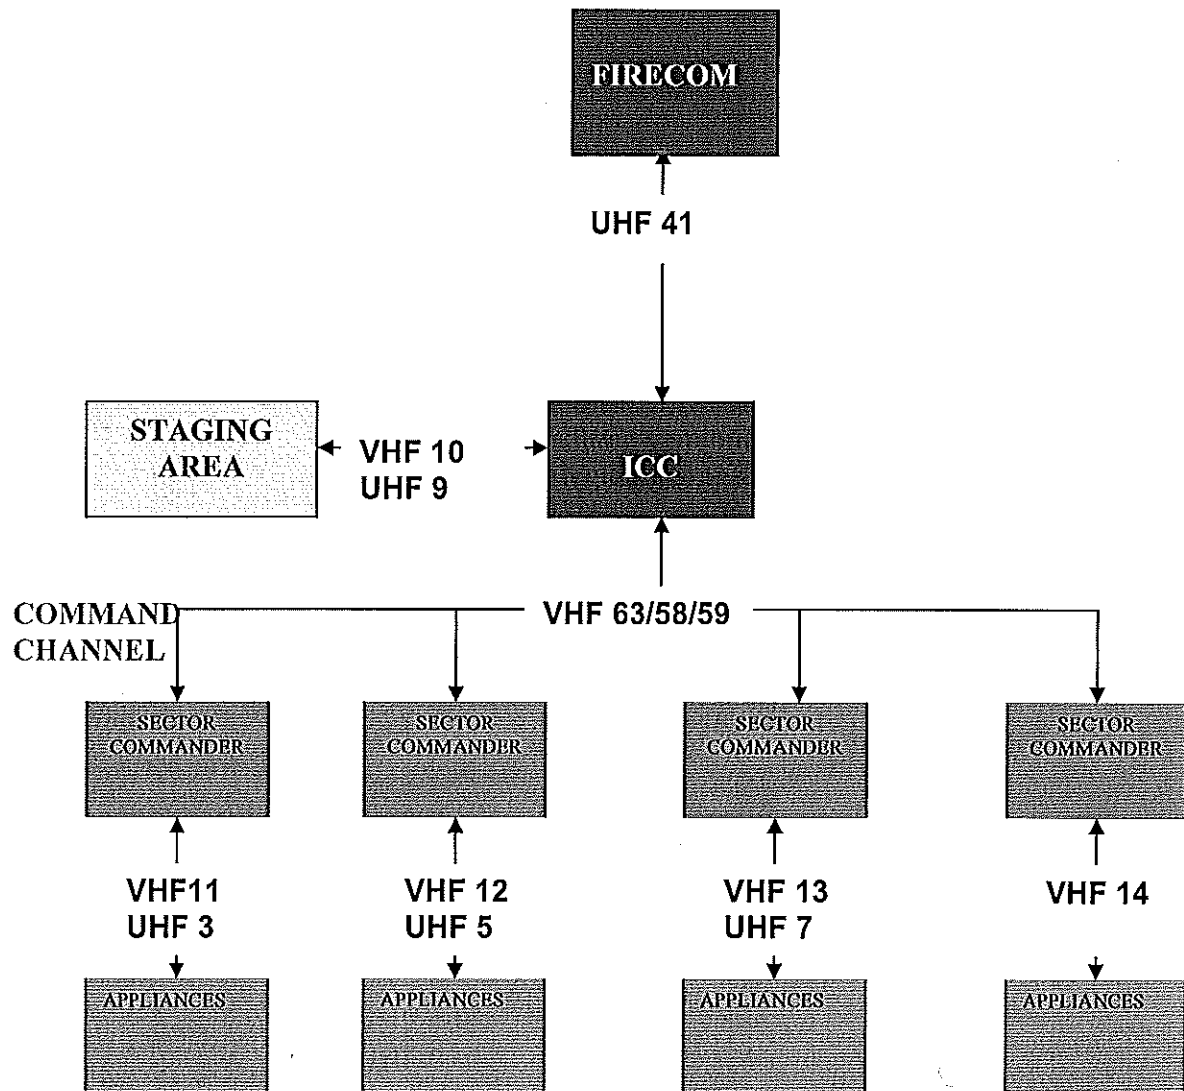 FIRECOM
UHF 41
STAGING
AREA
VHF 10
UHF 9
ICC
COMMAND
CHANNEL
VHF 63/58/59
SECTOR
COMMANDER
SECTOR
COMMANDER
SECTOR
COMMANDER
SECTOR
COMMANDER
VHF11
UHF 3
VHF 12
UHF 5
VHF 13
UHF 7
VHF 14
APPLIANCES
APPLIANCES
APPLIANCES
APPLIANCES